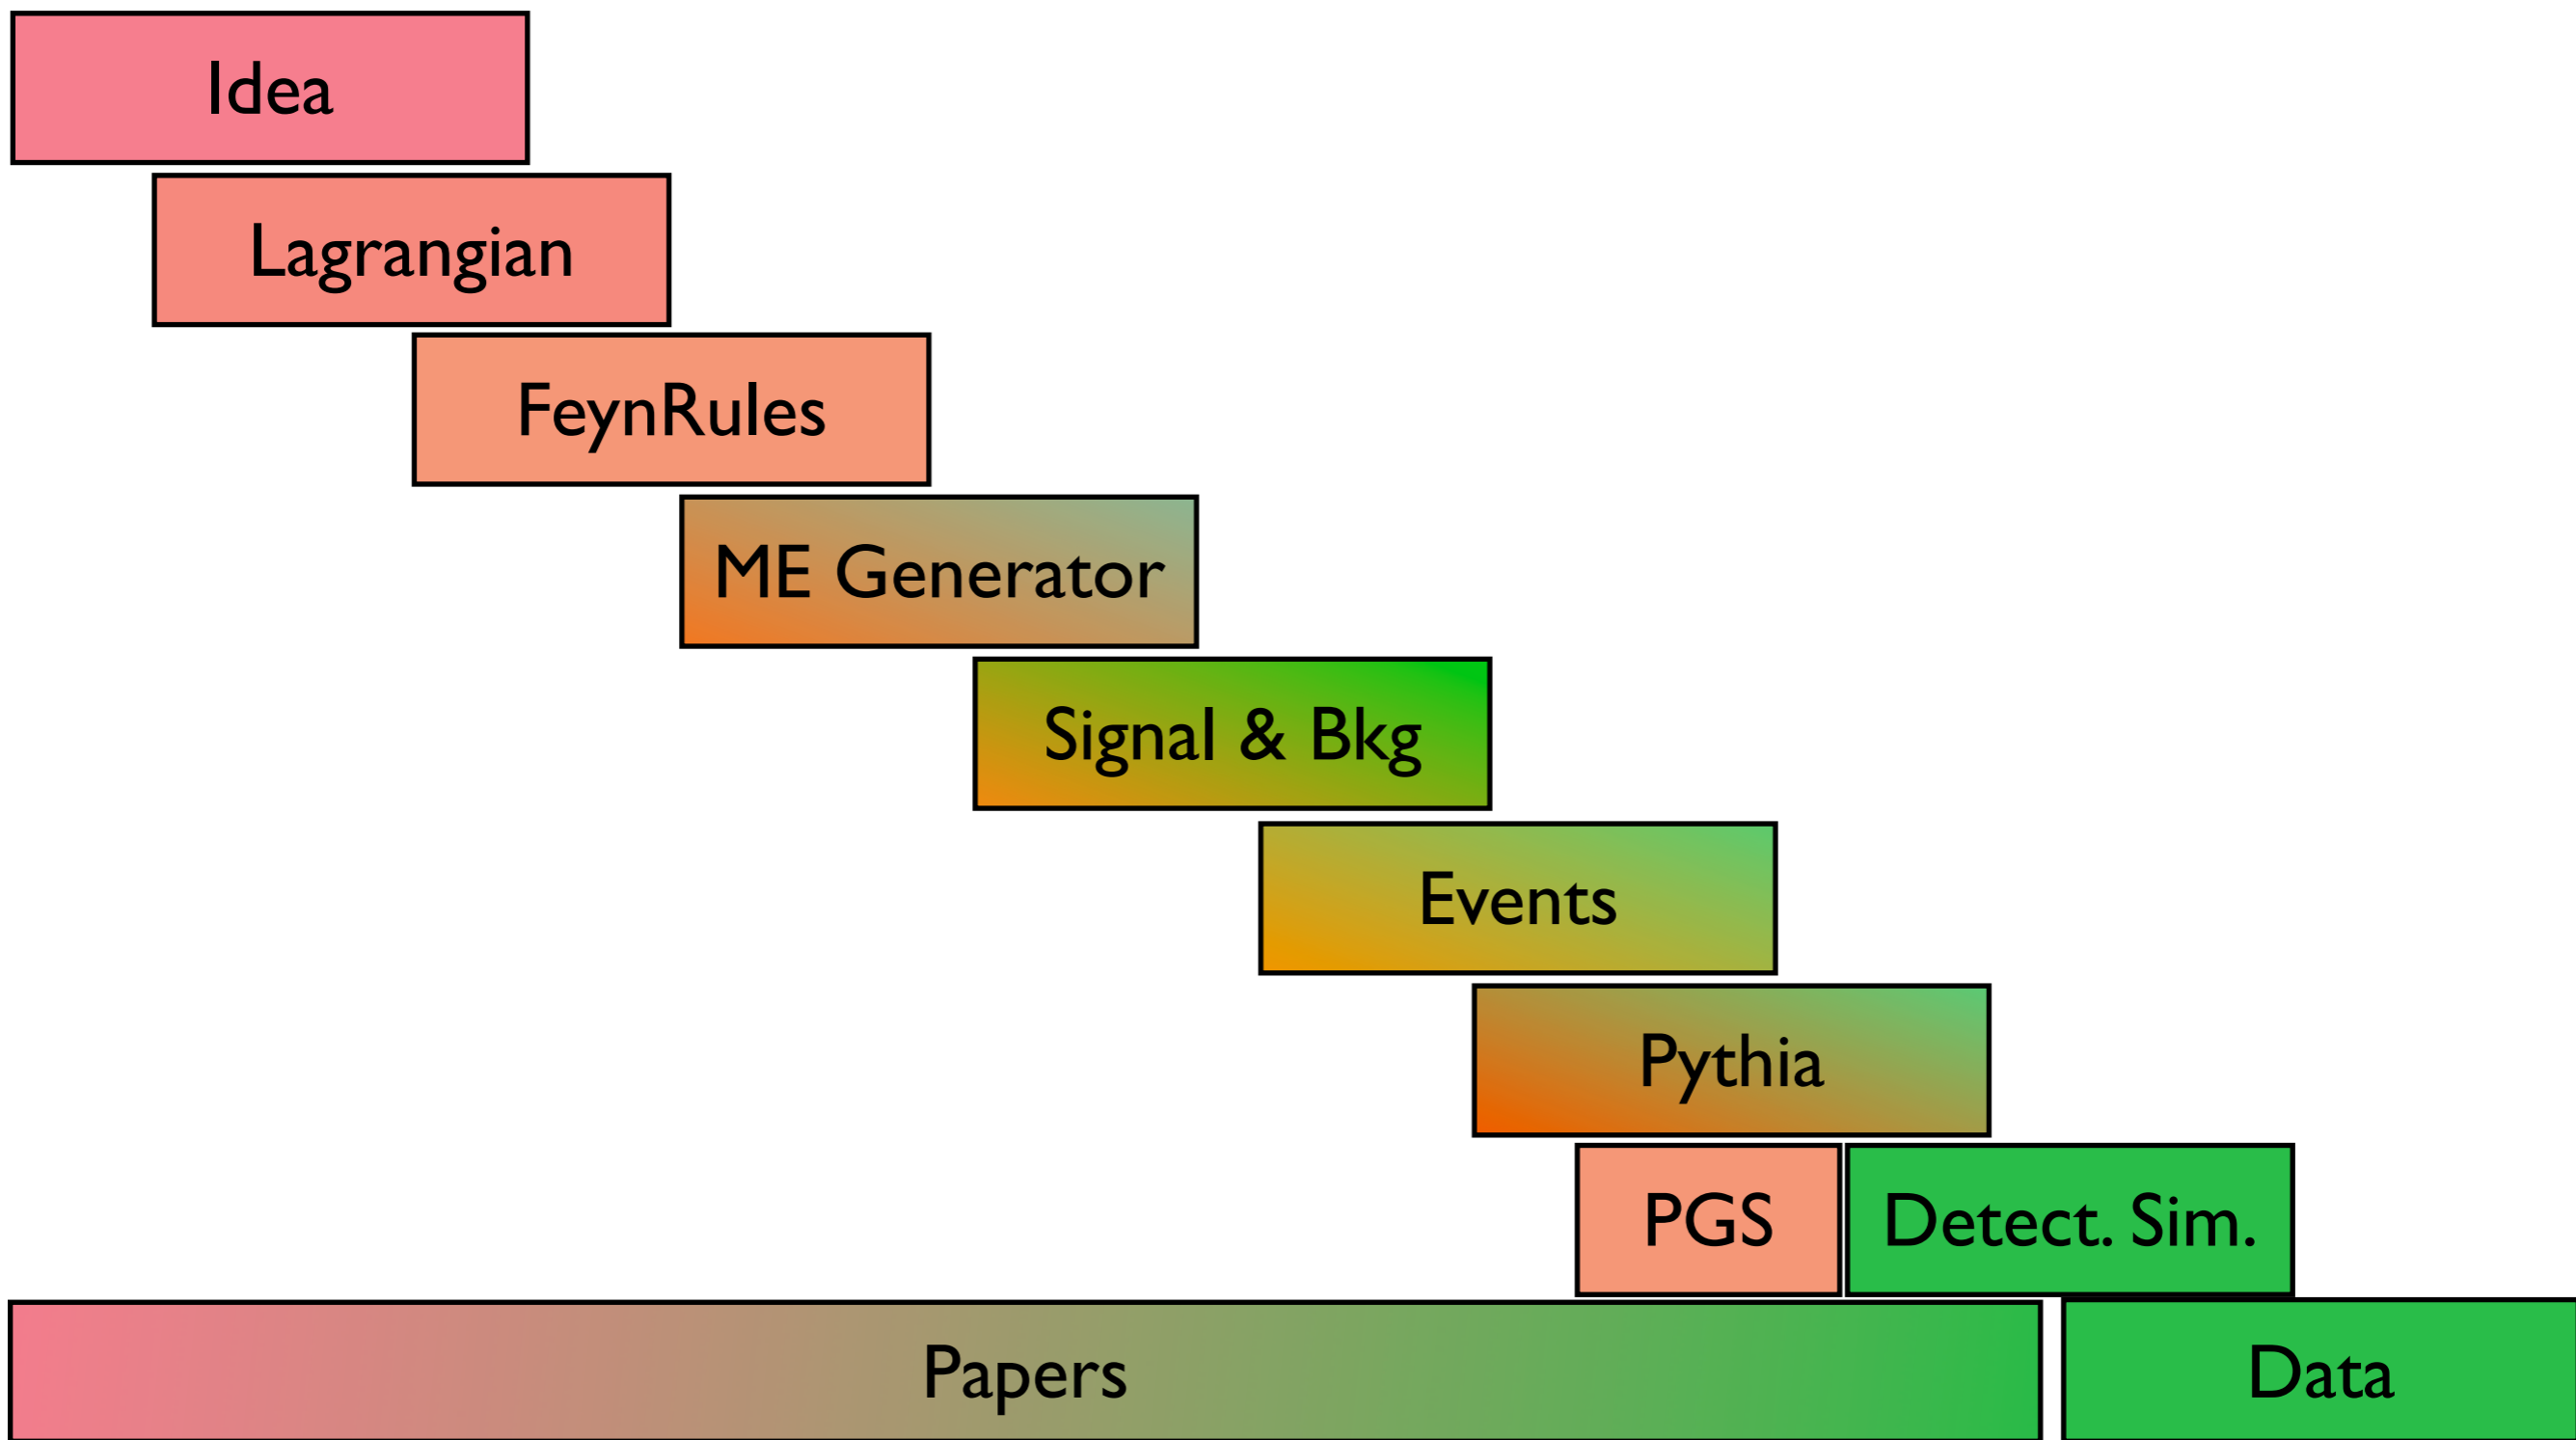 Idea
Lagrangian
FeynRules
ME Generator
Signal & Bkg
Events
Pythia
PGS
Detect. Sim.
Papers
Data